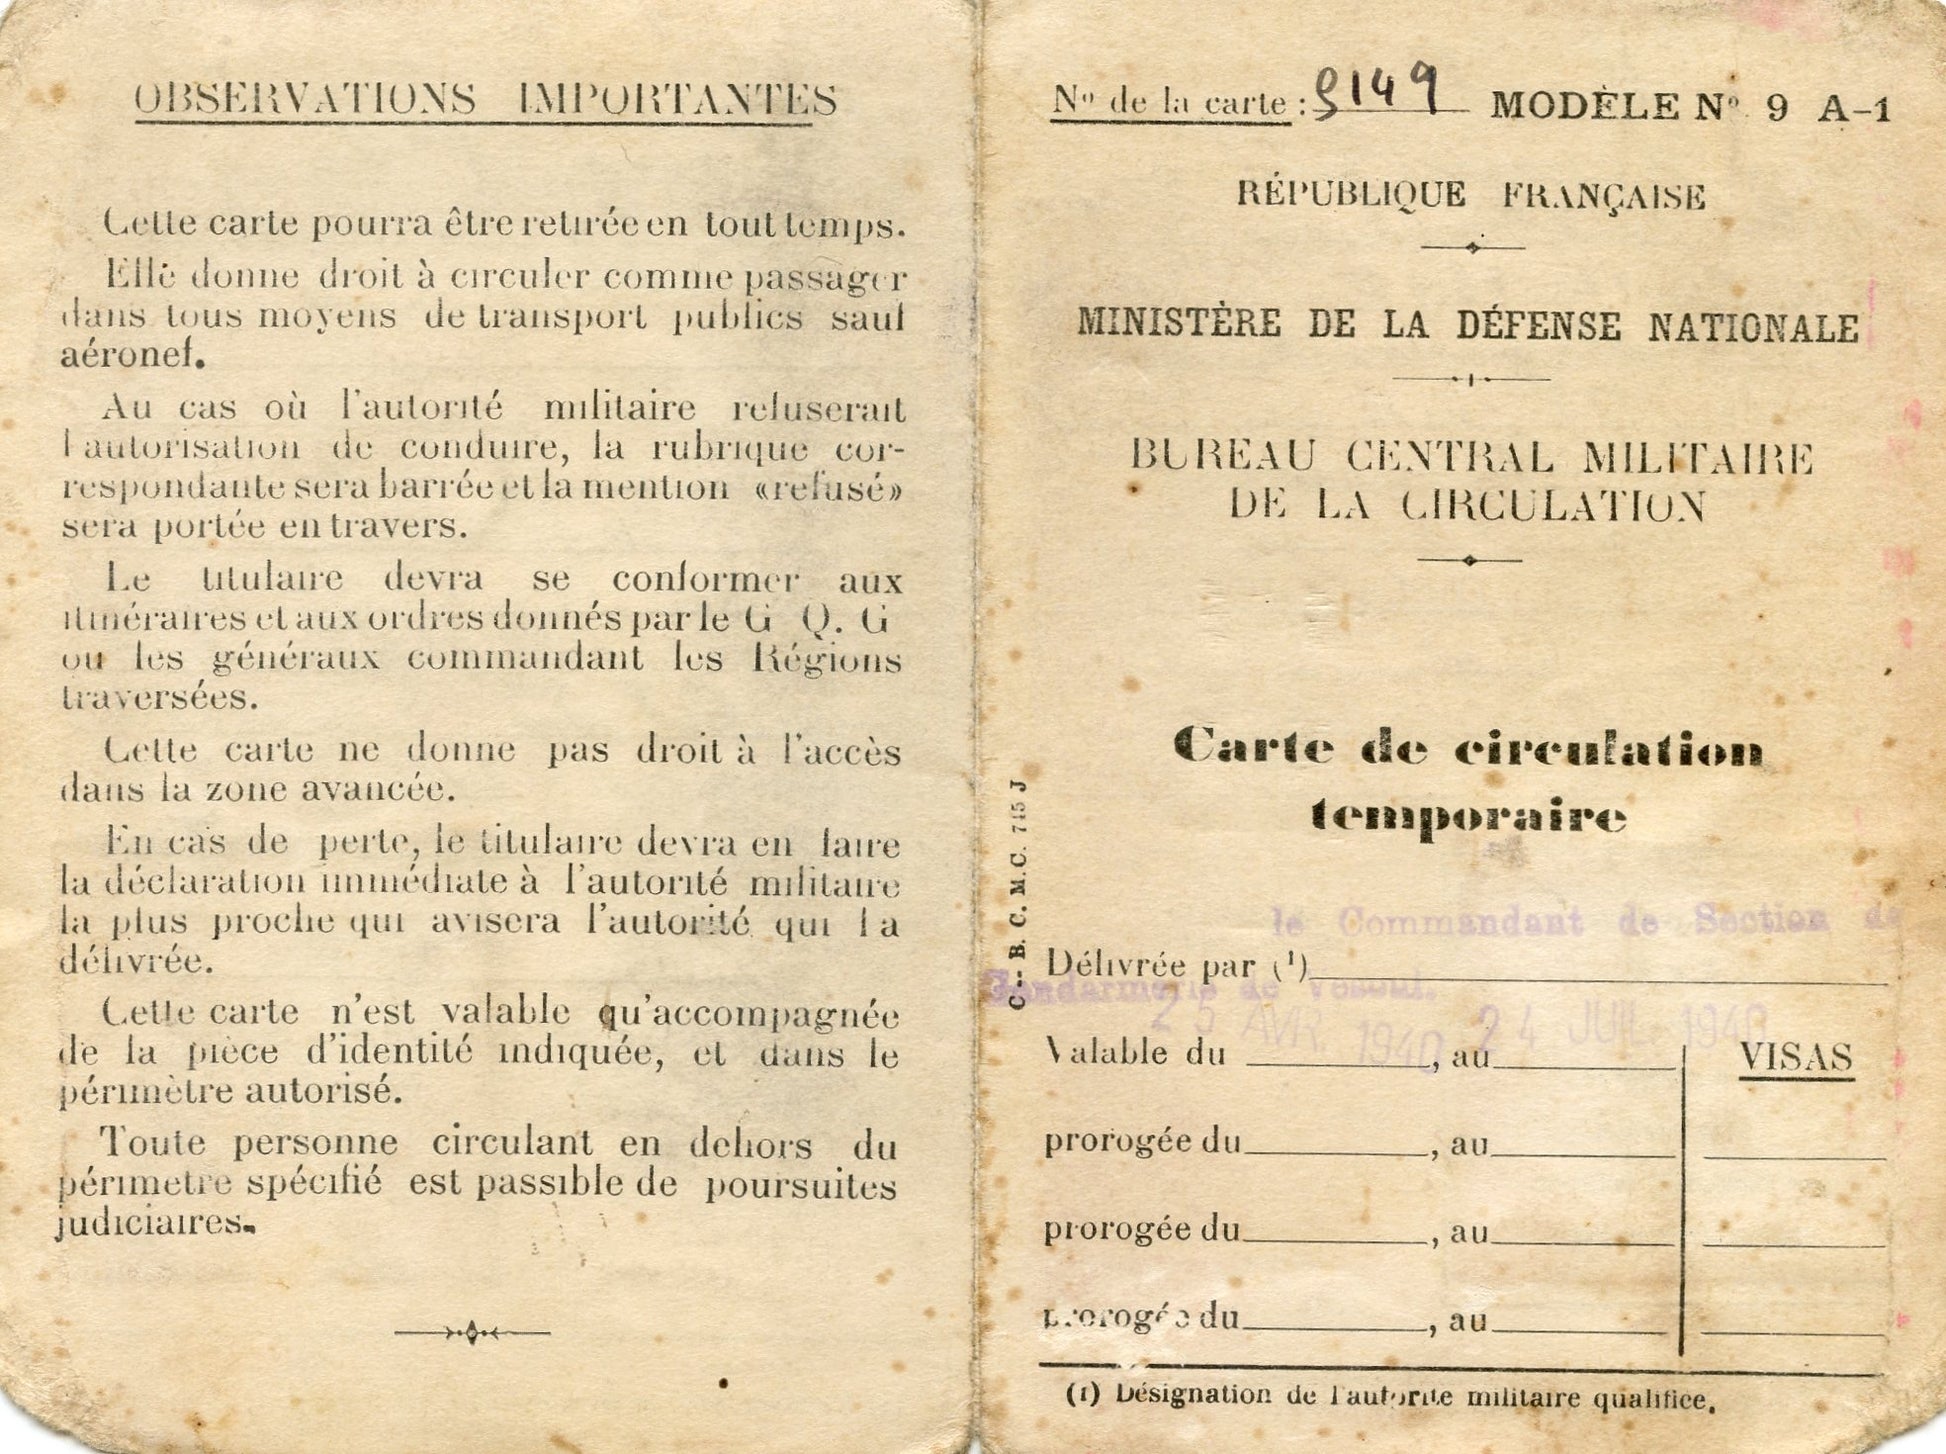 OBSERVATIONS IMPORTANTES
Cette carte pourra être retirée en tout temps.
Elle donne droit à circuler comme passager
dans tous moyens de transport publics sauf
aéronef.
Au cas où l'autorité militaire refuserait
l'autorisation de conduire, la rubrique cor-
respondante sera barrée et la mention «refusé»
sera portée en travers.
Le titulaire devra se conformer aux
itinéraires et aux ordres donnés par le G Q. G
ou les généraux commandant les Régions
traversées.
Cette carte ne donne pas droit à l'accès
dans la zone avancée.
En cas de perte, le titulaire devra en faire
la déclaration immédiate à l'autorité militaire
la plus proche qui avisera l'autorité qui l a
délivrée.
Cette carte n'est valable qu'accompagnée
de la pièce d'identité indiquée, et dans le
périmètre autorisé.
Toute personne circulant en dehors du
périmetre spécifié est passible de poursuites
judiciaires.
N° de la carte : 9149 MODÈLE N° 9 A-1
RÉPUBLIQUE FRANÇAISE
MINISTÈRE DE LA DÉFENSE NATIONALE
BUREAU CENTRAL MILITAIRE
DE LA CIRCULATION
Carte de circulation
temporaire
C.-B. C. M.C. 715 J
le Commandant de Section de
Délivrée par (1)
Gendarmerie de Vesoul.
25 AVR. 1940 24 JUIL 1940
Valable du , au VISAS
prorogée du , au
prorogée du , au
prorogée du , au
(1) Désignation de l'autorité militaire qualifiée.